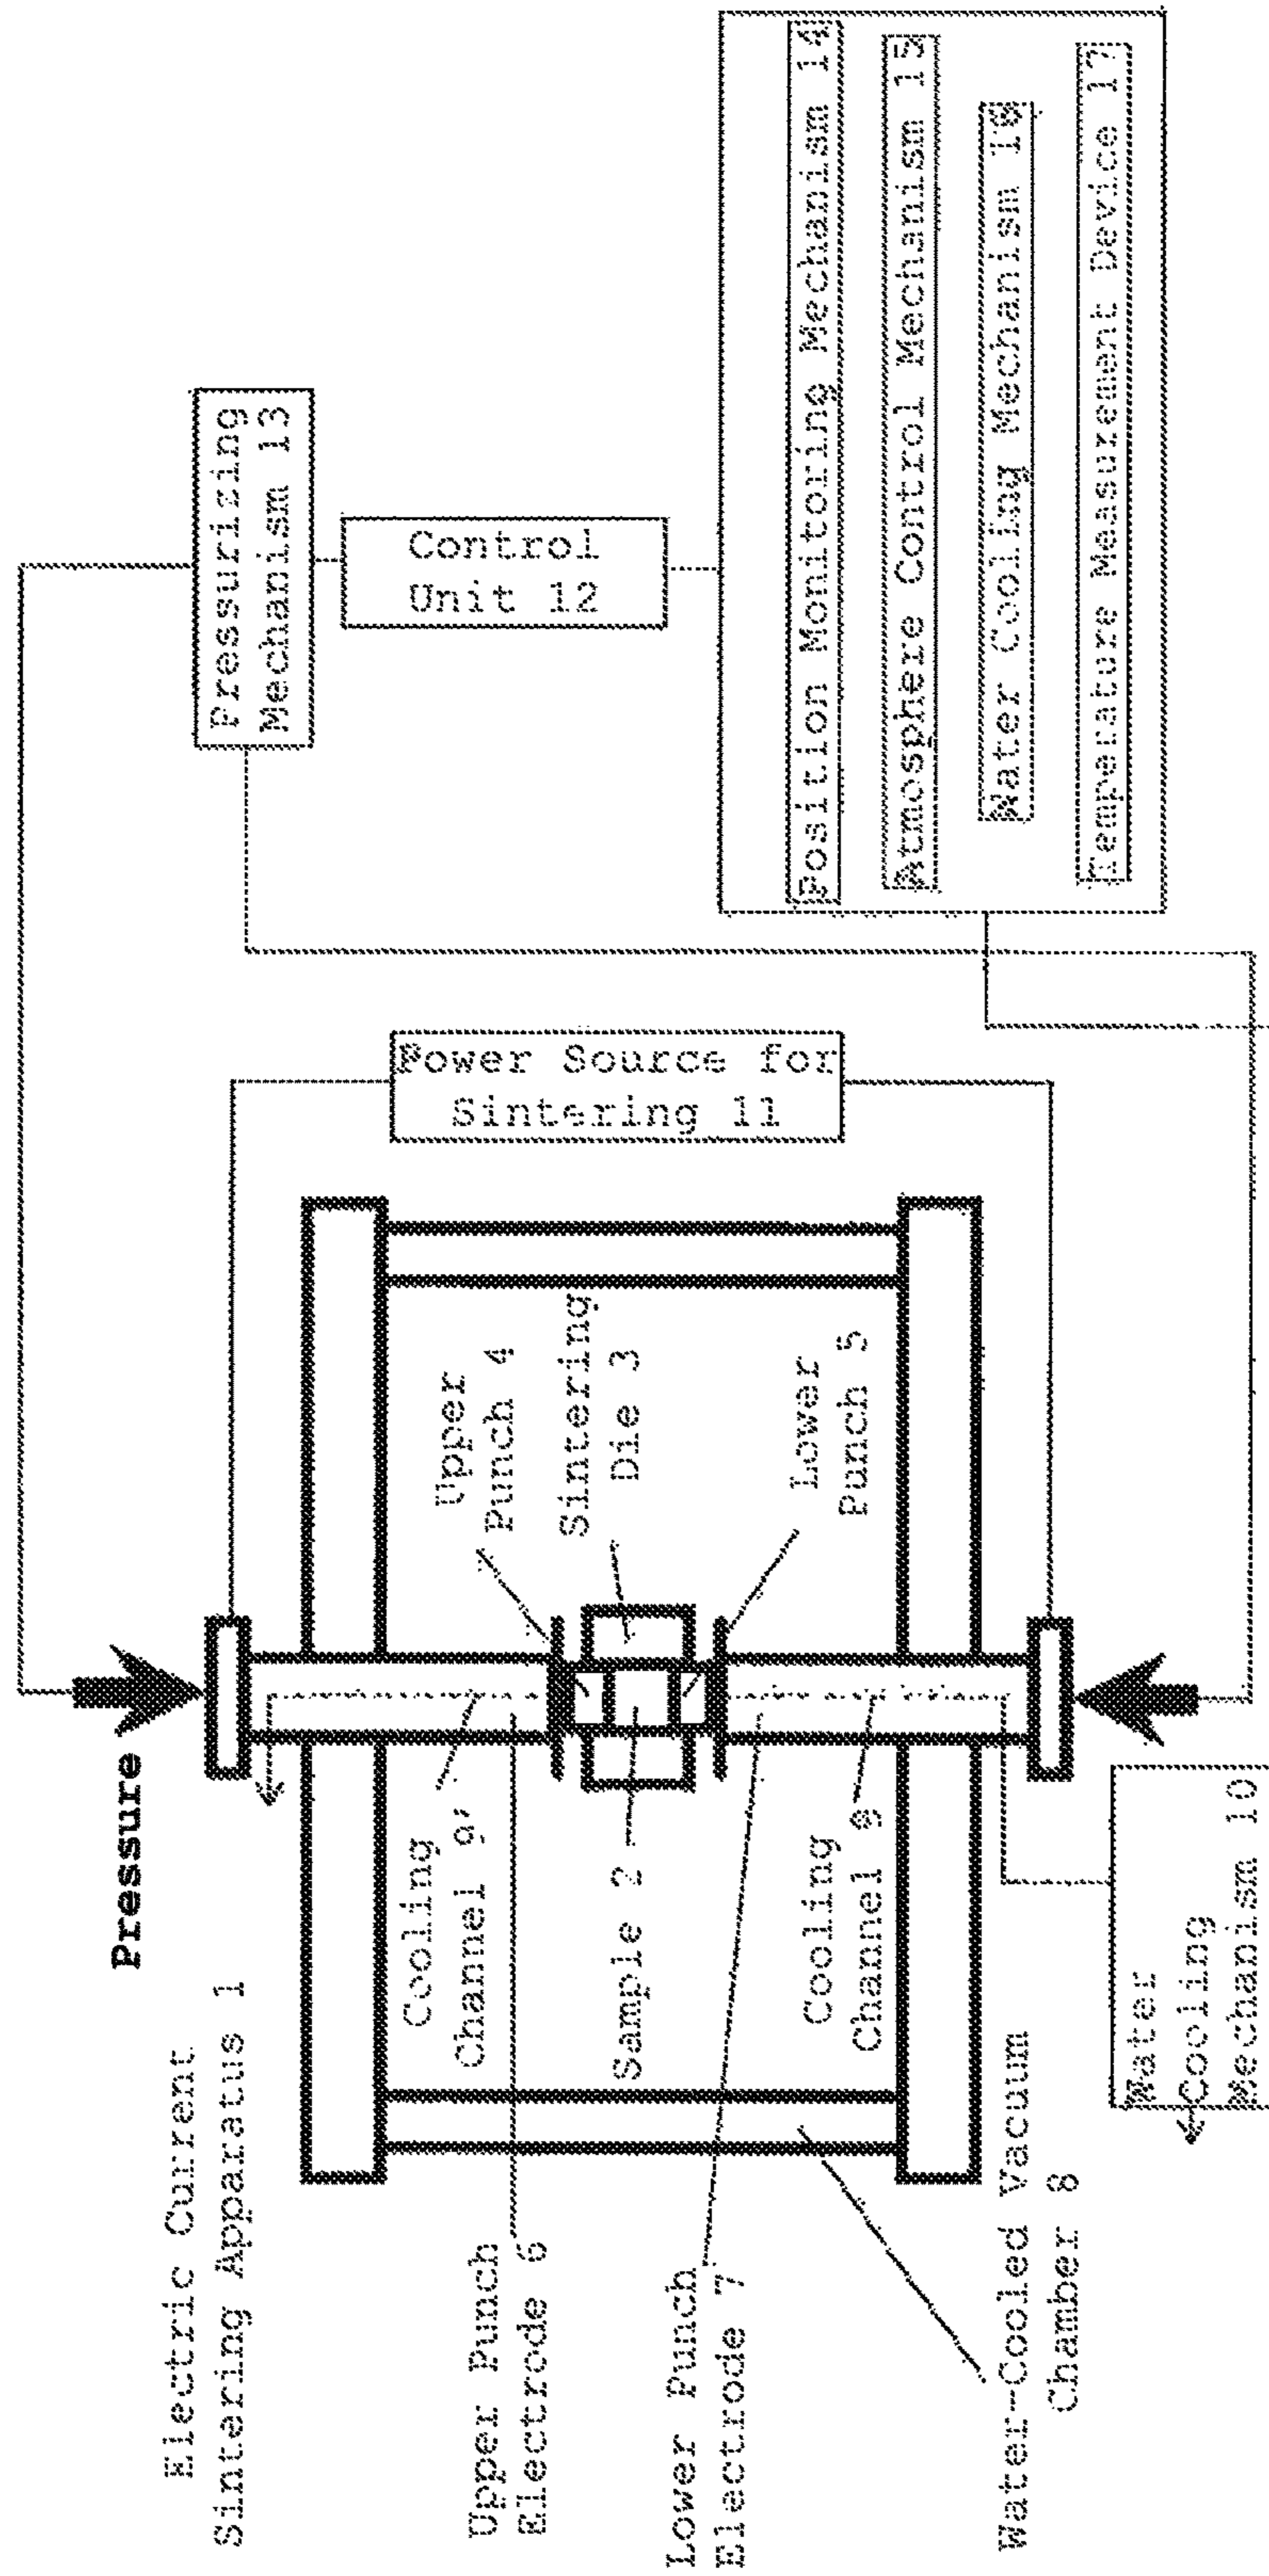 Electric Current
Sintering Apparatus 1
Pressure
Upper Punch
Electrode 6
Lower Punch
Electrode 7
Water-Cooled Vacuum
Chamber 8
Cooling
Channel 9'
Sample 2
Cooling
Channel 9
Water
Cooling
Mechanism 10
Upper
Punch 4
Sintering
Die 3
Lower
Punch 5
Power Source for
Sintering 11
Pressurizing
Mechanism 13
Control
Unit 12
Position Monitoring Mechanism 14
Atmosphere Control Mechanism 15
Water Cooling Mechanism 16
Temperature Measurement Device 17